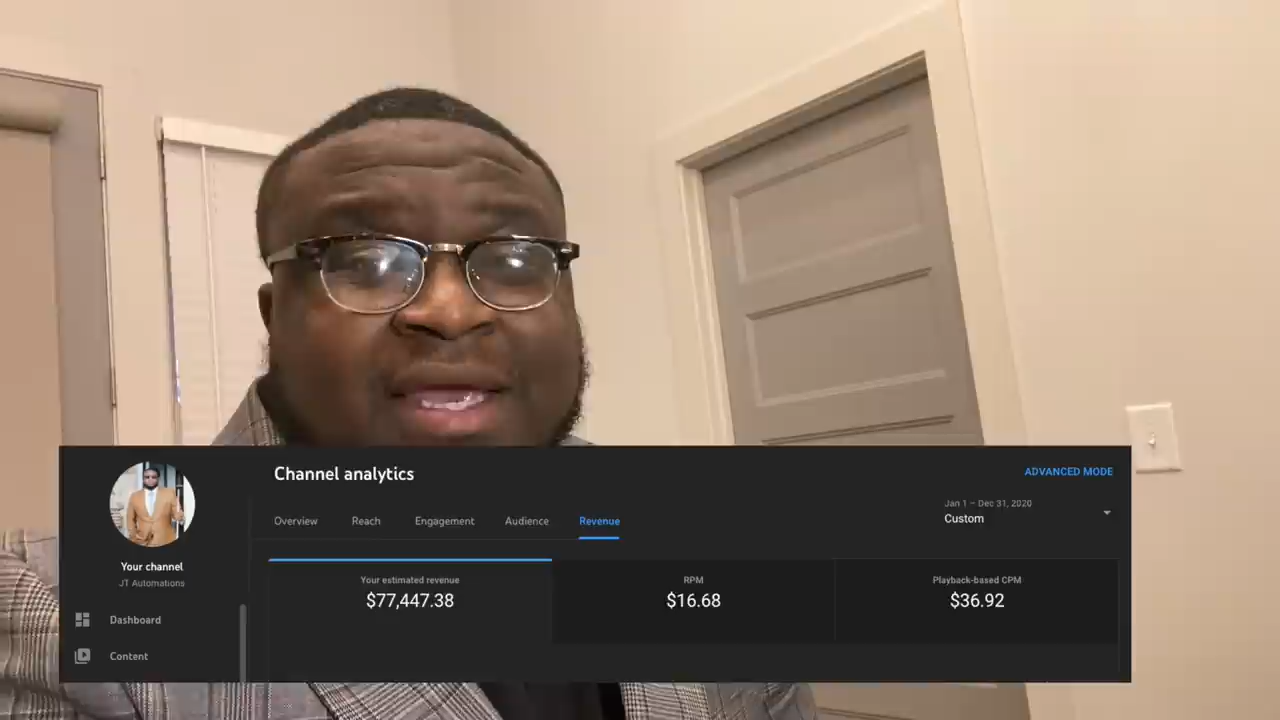 Channel analytics
ADVANCED MODE
Jan 1 – Dec 31, 2020
Custom
Overview
Reach
Engagement
Audience
Revenue
Your channel
JT Automations
Your estimated revenue
$77,447.38
RPM
$16.68
Playback-based CPM
$36.92
Dashboard
Content